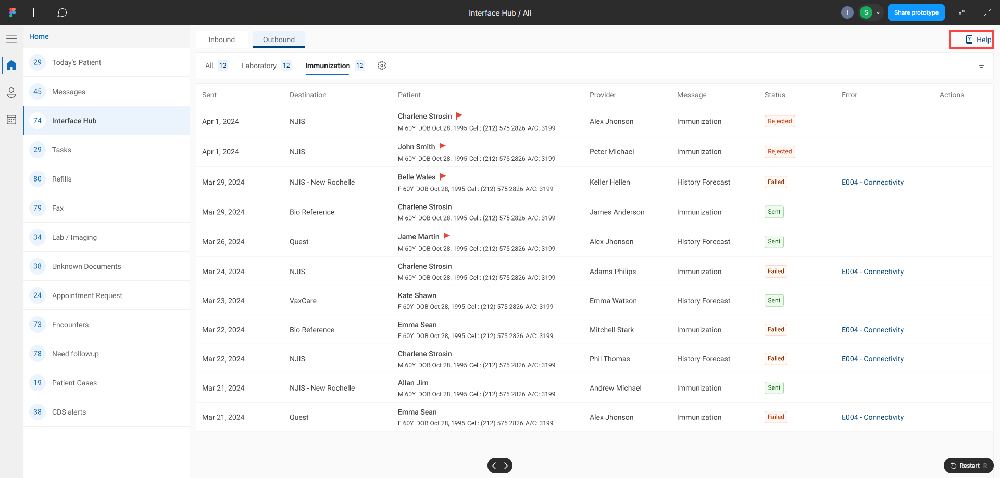 Interface Hub / Ali
I
S
Share prototype
Home
29 Today's Patient
45 Messages
74 Interface Hub
29 Tasks
80 Refills
79 Fax
34 Lab / Imaging
38 Unknown Documents
24 Appointment Request
73 Encounters
78 Need followup
19 Patient Cases
38 CDS alerts
Inbound Outbound
? Help
All 12 Laboratory 12 Immunization 12
Sent Destination Patient Provider Message Status Error Actions
Charlene Strosin
Apr 1, 2024 NJIS Alex Jhonson Immunization Rejected
M 60Y DOB Oct 28, 1995 Cell: (212) 575 2826 A/C: 3199
John Smith
Apr 1, 2024 NJIS Peter Michael Immunization Rejected
M 60Y DOB Oct 28, 1995 Cell: (212) 575 2826 A/C: 3199
Belle Wales
Mar 29, 2024 NJIS - New Rochelle Keller Hellen History Forecast Failed E004 - Connectivity
F 60Y DOB Oct 28, 1995 Cell: (212) 575 2826 A/C: 3199
Charlene Strosin
Mar 29, 2024 Bio Reference James Anderson Immunization Sent
M 60Y DOB Oct 28, 1995 Cell: (212) 575 2826 A/C: 3199
Jame Martin
Mar 26, 2024 Quest Alex Jhonson History Forecast Sent
M 60Y DOB Oct 28, 1995 Cell: (212) 575 2826 A/C: 3199
Charlene Strosin
Mar 24, 2024 NJIS Adams Philips Immunization Failed E004 - Connectivity
M 60Y DOB Oct 28, 1995 Cell: (212) 575 2826 A/C: 3199
Kate Shawn
Mar 23, 2024 VaxCare Emma Watson History Forecast Sent
F 60Y DOB Oct 28, 1995 Cell: (212) 575 2826 A/C: 3199
Emma Sean
Mar 22, 2024 Bio Reference Mitchell Stark Immunization Failed E004 - Connectivity
F 60Y DOB Oct 28, 1995 Cell: (212) 575 2826 A/C: 3199
Charlene Strosin
Mar 22, 2024 NJIS Phil Thomas History Forecast Failed E004 - Connectivity
M 60Y DOB Oct 28, 1995 Cell: (212) 575 2826 A/C: 3199
Allan Jim
Mar 21, 2024 NJIS - New Rochelle Andrew Michael Immunization Sent
M 60Y DOB Oct 28, 1995 Cell: (212) 575 2826 A/C: 3199
Emma Sean
Mar 21, 2024 Quest Alex Jhonson Immunization Failed E004 - Connectivity
F 60Y DOB Oct 28, 1995 Cell: (212) 575 2826 A/C: 3199
Restart R